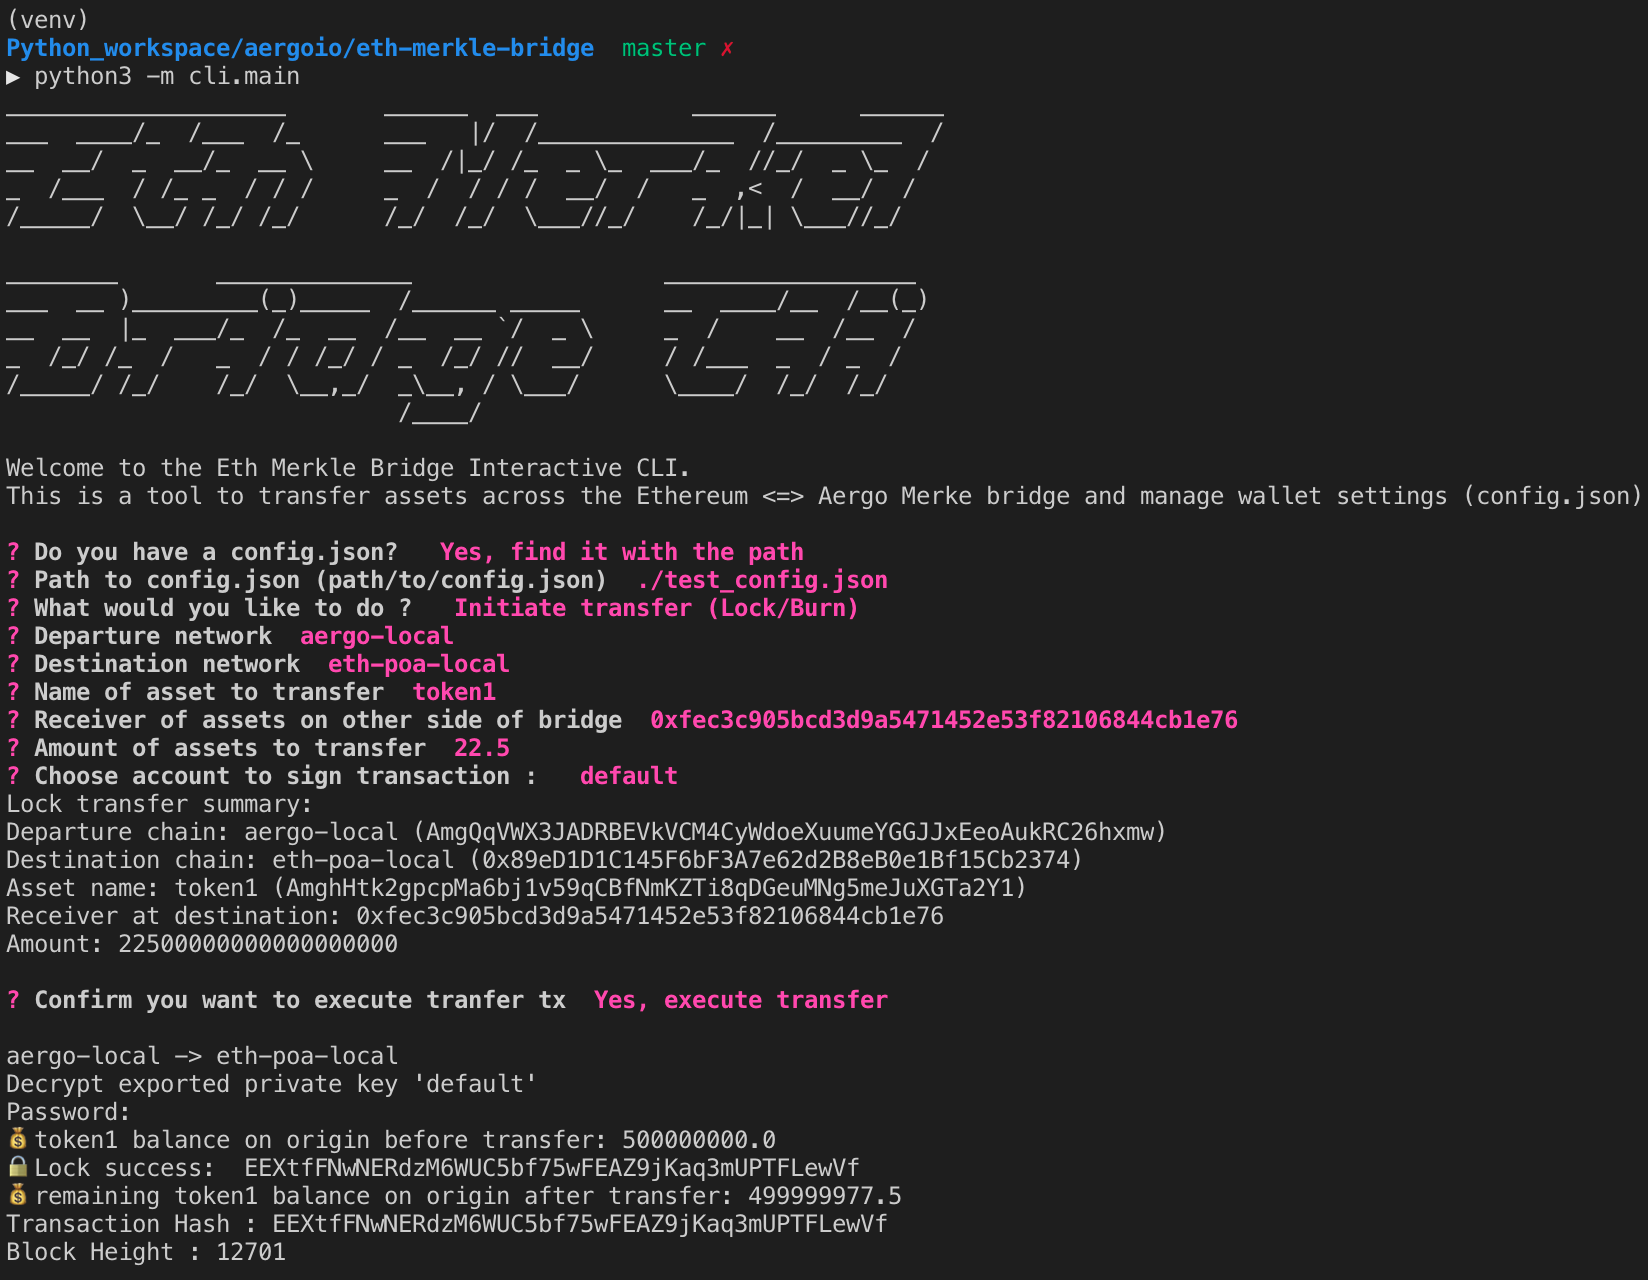 (venv)
Python_workspace/aergoio/eth-merkle-bridge master ✗
▶ python3 -m cli.main
Eth Merkel
Bridge Cli
Welcome to the Eth Merkle Bridge Interactive CLI.
This is a tool to transfer assets across the Ethereum <=> Aergo Merke bridge and manage wallet settings (config.json)
? Do you have a config.json?   Yes, find it with the path
? Path to config.json (path/to/config.json)  ./test_config.json
? What would you like to do ?   Initiate transfer (Lock/Burn)
? Departure network  aergo-local
? Destination network  eth-poa-local
? Name of asset to transfer  token1
? Receiver of assets on other side of bridge  0xfec3c905bcd3d9a5471452e53f82106844cb1e76
? Amount of assets to transfer  22.5
? Choose account to sign transaction :   default
Lock transfer summary:
Departure chain: aergo-local (AmgQqVWX3JADRBEVkVCM4CyWdoeXuumeYGGJJxEeoAukRC26hxmw)
Destination chain: eth-poa-local (0x89eD1D1C145F6bF3A7e62d2B8eB0e1Bf15Cb2374)
Asset name: token1 (AmghHtk2gpcpMa6bj1v59qCBfNmKZTi8qDGeuMNg5meJuXGTa2Y1)
Receiver at destination: 0xfec3c905bcd3d9a5471452e53f82106844cb1e76
Amount: 22500000000000000000
? Confirm you want to execute tranfer tx  Yes, execute transfer
aergo-local -> eth-poa-local
Decrypt exported private key 'default'
Password:
💰token1 balance on origin before transfer: 500000000.0
🔒Lock success:  EEXtfFNwNERdzM6WUC5bf75wFEAZ9jKaq3mUPTFLewVf
💰remaining token1 balance on origin after transfer: 499999977.5
Transaction Hash : EEXtfFNwNERdzM6WUC5bf75wFEAZ9jKaq3mUPTFLewVf
Block Height : 12701